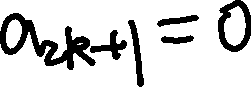 a_{2k+1} = 0